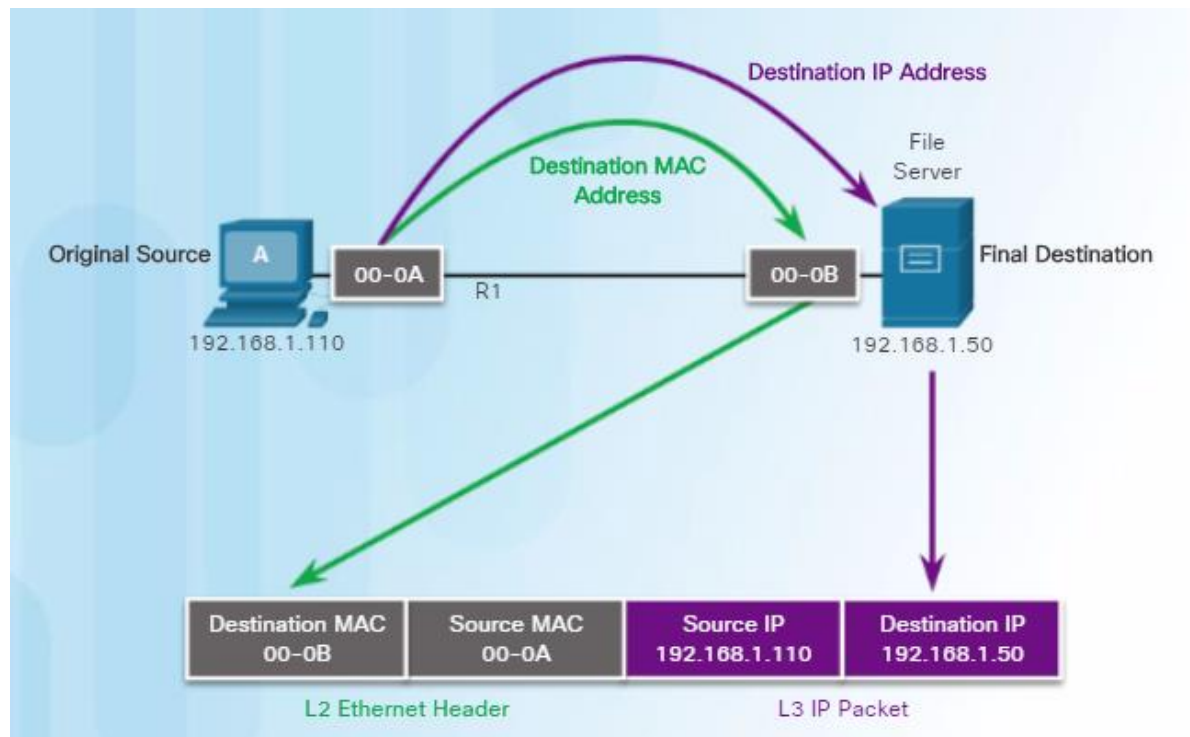 Destination IP Address
File
Server
Destination MAC
Address
Original Source
A
00-0A
R1
00-0B
Final Destination
192.168.1.110
192.168.1.50
Destination MAC
00-0B
Source MAC
00-0A
Source IP
192.168.1.110
Destination IP
192.168.1.50
L2 Ethernet Header
L3 IP Packet